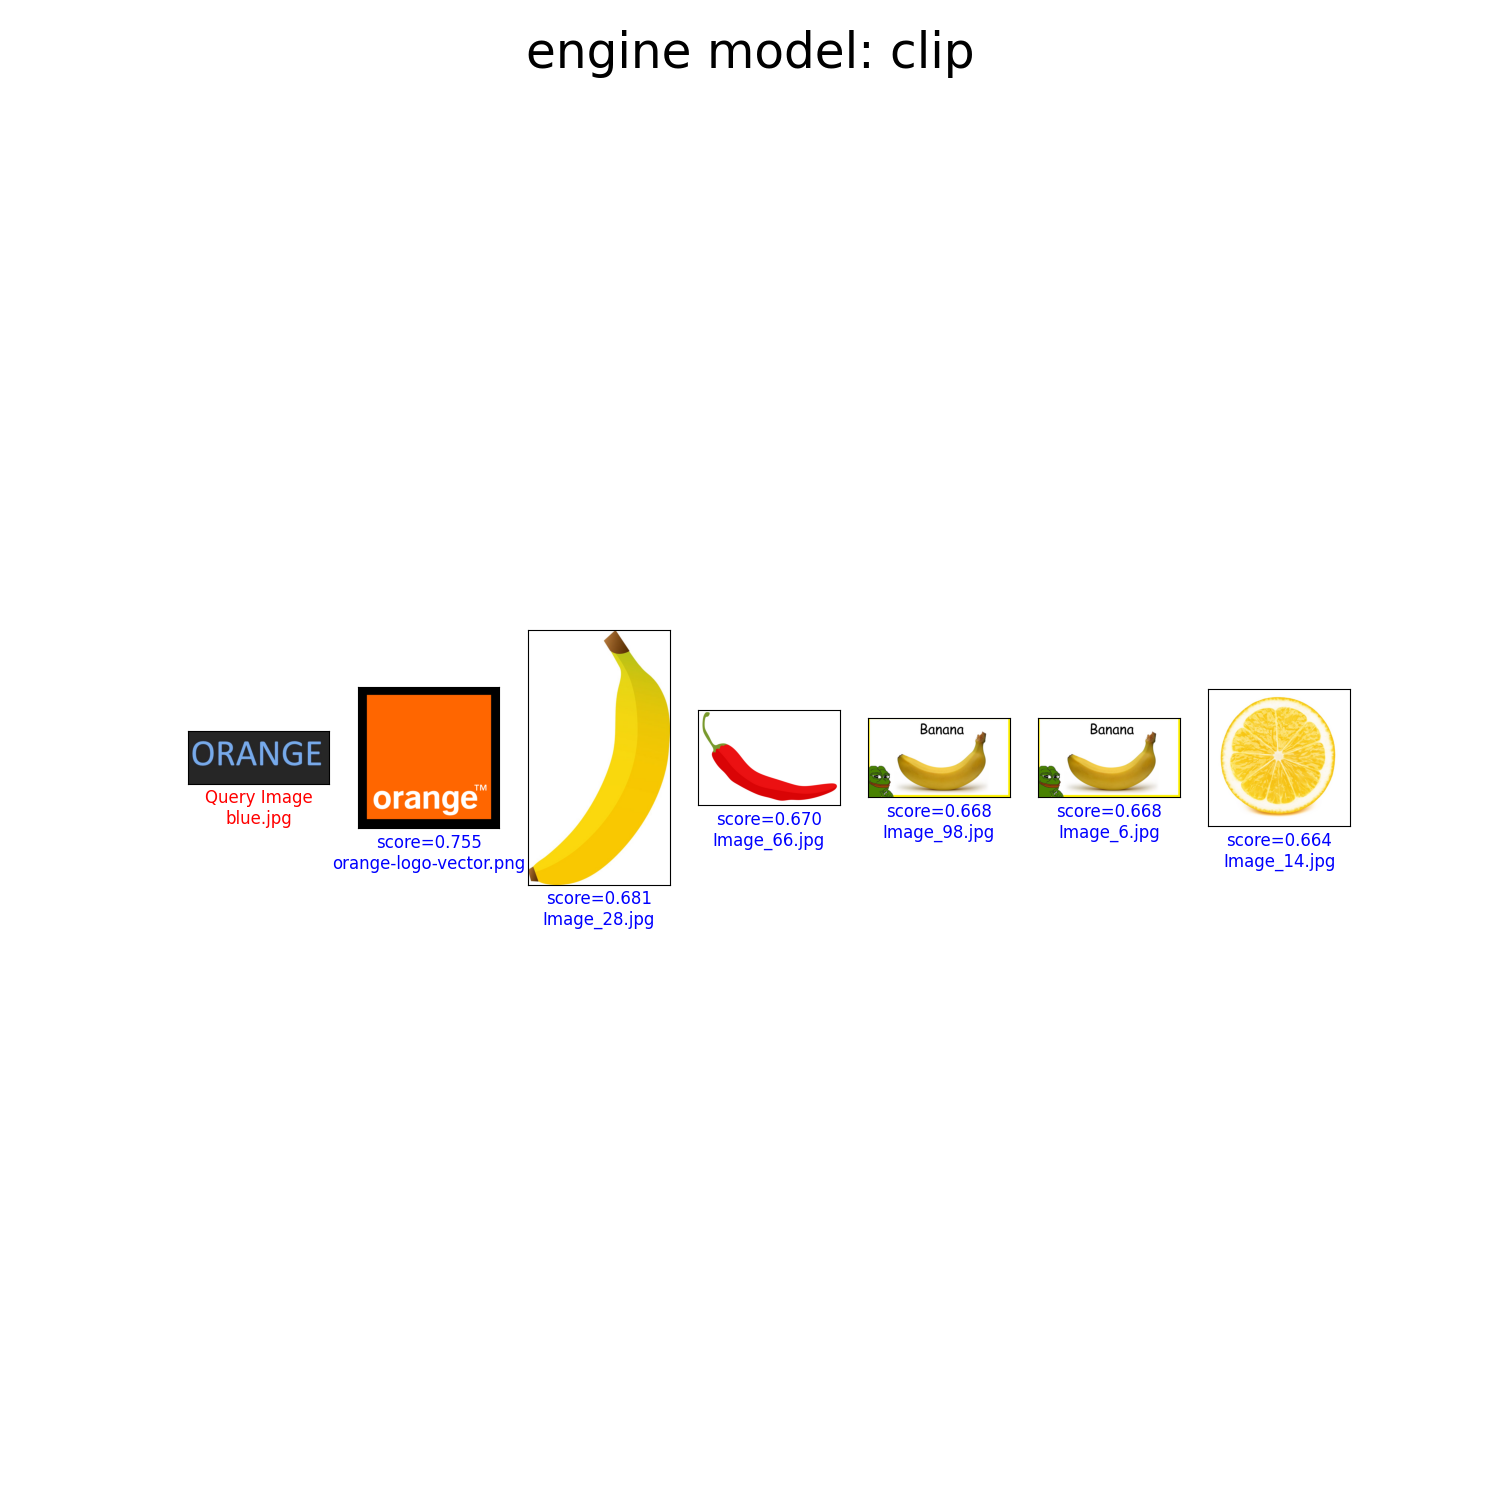 engine model: clip
ORANGE
Query Image
blue.jpg
orange™
score=0.755
orange-logo-vector.png
score=0.681
Image_28.jpg
score=0.670
Image_66.jpg
Banana
score=0.668
Image_98.jpg
Banana
score=0.668
Image_6.jpg
score=0.664
Image_14.jpg